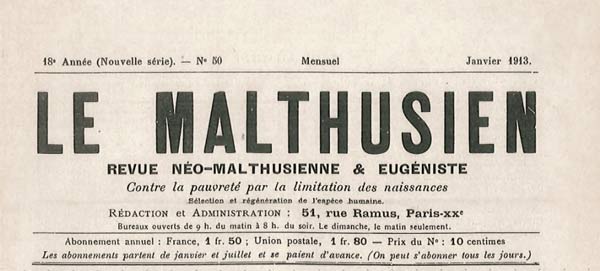 18e Année (Nouvelle série). — No 50 Mensuel Janvier 1913.
LE MALTHUSIEN
REVUE NÉO-MALTHUSIENNE & EUGÉNISTE
Contre la pauvreté par la limitation des naissances
Sélection et régénération de l'espèce humaine.
RÉDACTION ET ADMINISTRATION : 51, rue Ramus, Paris-XXe
Bureaux ouverts de 9 h. du matin à 8 h. du soir. Le dimanche, le matin seulement.
Abonnement annuel : France, 1 fr. 50 ; Union postale, 1 fr. 80 — Prix du No : 10 centimes
Les abonnements partent de janvier et juillet et se paient d'avance. (On peut s'abonner tous les jours.)